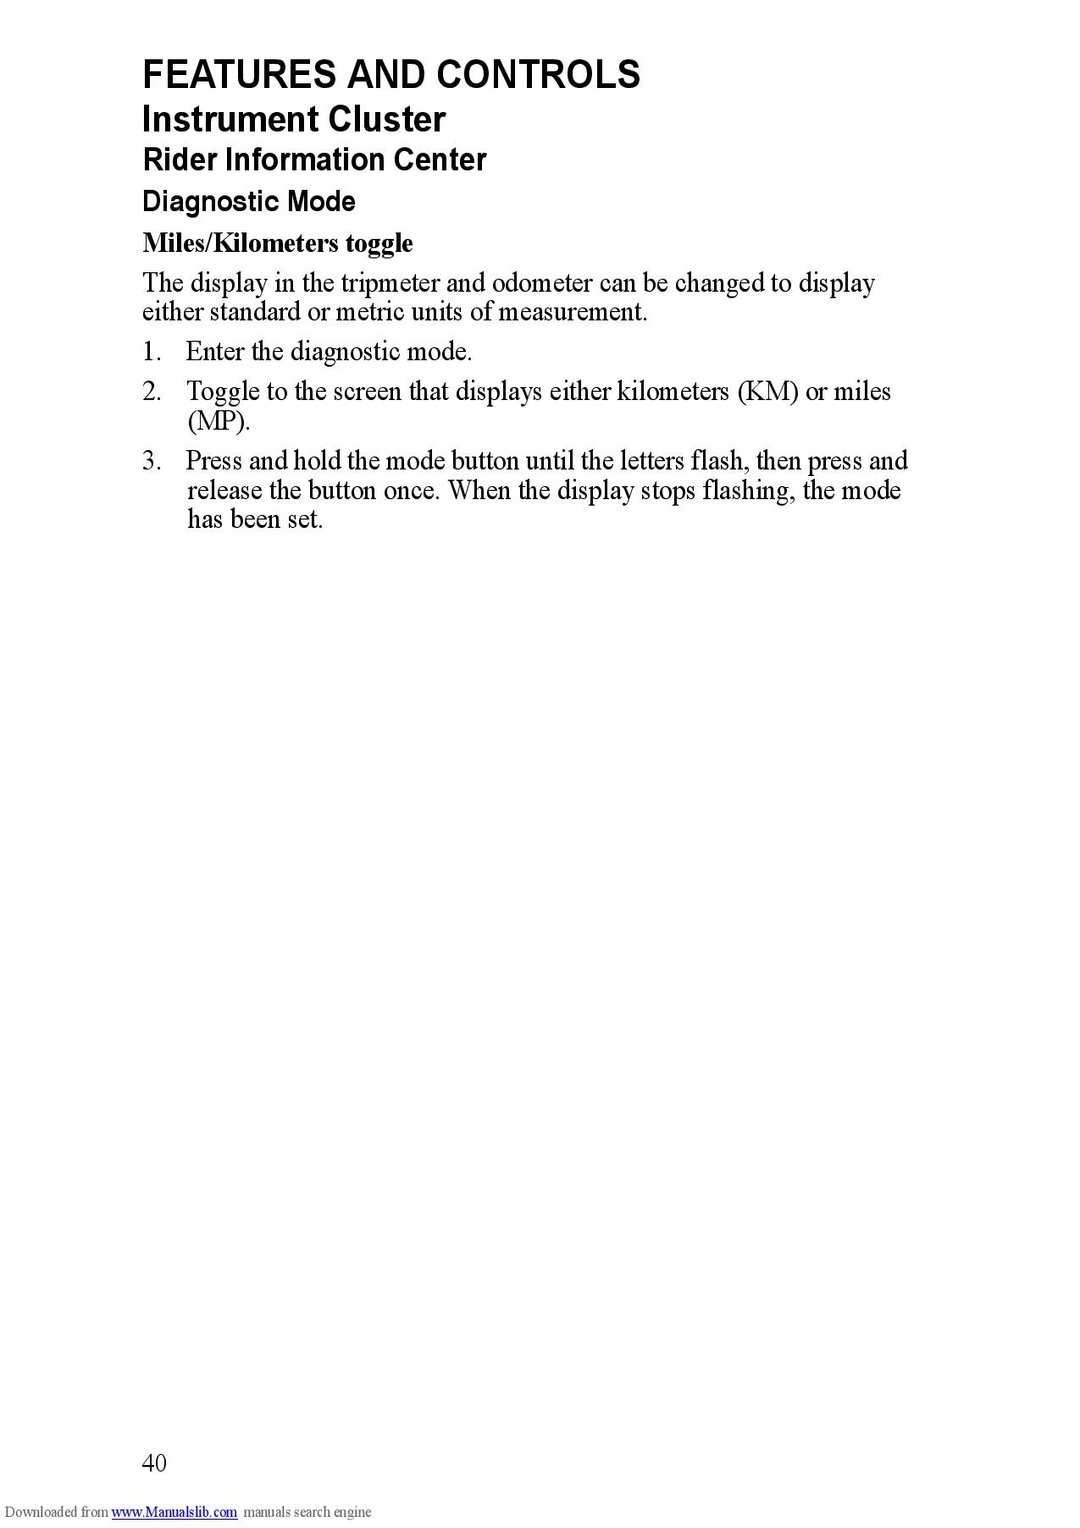 FEATURES AND CONTROLS
Instrument Cluster
Rider Information Center
Diagnostic Mode
Miles/Kilometers toggle
The display in the tripmeter and odometer can be changed to display
either standard or metric units of measurement.
1. Enter the diagnostic mode.
2. Toggle to the screen that displays either kilometers (KM) or miles
(MP).
3. Press and hold the mode button until the letters flash, then press and
release the button once. When the display stops flashing, the mode
has been set.
40
Downloaded from www.Manualslib.com manuals search engine